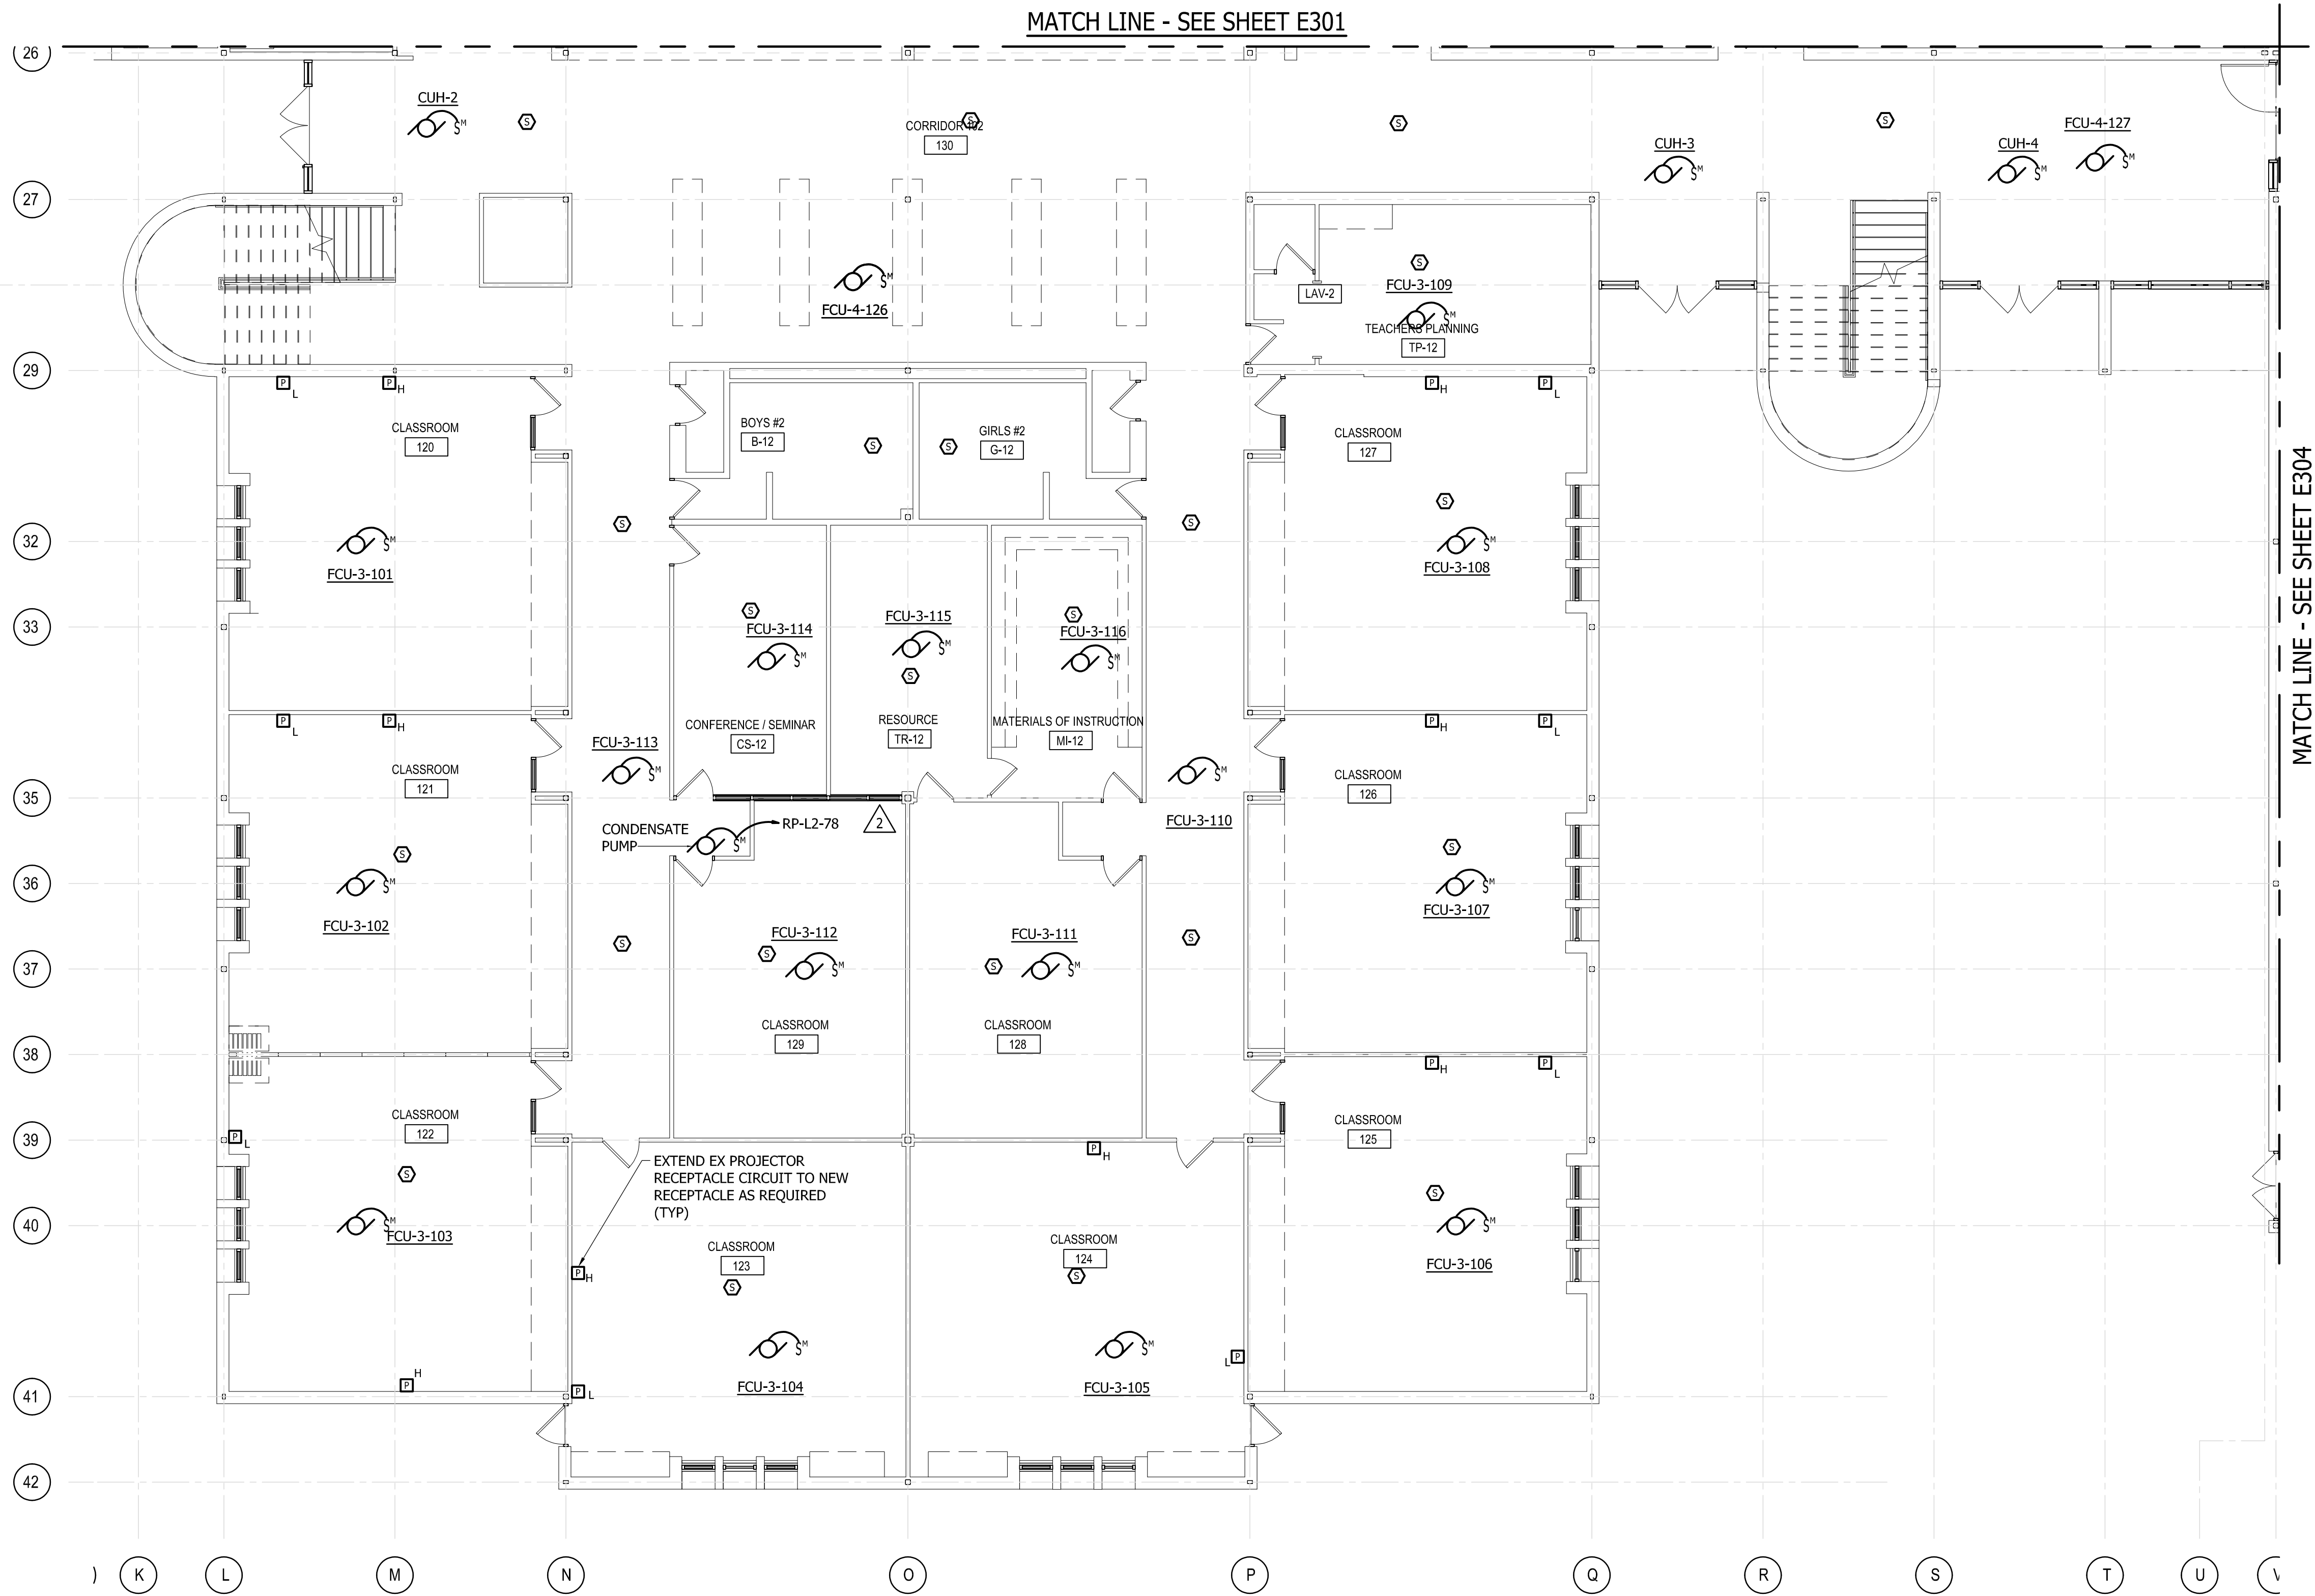 MATCH LINE - SEE SHEET E301
26
CUH-2
S
M
S
CORRIDOR 102
S
130
S
CUH-3
S
M
S
CUH-4
S
M
FCU-4-127
S
M
27
S
M
FCU-4-126
LAV-2
S
FCU-3-109
S
M
TEACHERS PLANNING
TP-12
29
P
L
P
H
P
H
P
L
CLASSROOM
120
BOYS #2
B-12
S
S
GIRLS #2
G-12
CLASSROOM
127
MATCH LINE - SEE SHEET E304
S
S
S
32
S
M
FCU-3-101
S
M
FCU-3-108
33
S
FCU-3-114
S
M
FCU-3-115
S
M
S
S
FCU-3-116
S
M
P
L
P
H
CONFERENCE / SEMINAR
CS-12
RESOURCE
TR-12
MATERIALS OF INSTRUCTION
MI-12
P
H
P
L
CLASSROOM
121
FCU-3-113
S
M
S
M
FCU-3-110
CLASSROOM
126
35
CONDENSATE
PUMP
S
M
RP-L2-78
2
S
S
36
S
M
FCU-3-102
S
M
FCU-3-107
S
FCU-3-112
S
S
M
FCU-3-111
S
S
M
S
37
CLASSROOM
129
CLASSROOM
128
38
P
H
P
L
CLASSROOM
122
CLASSROOM
125
39
P
L
P
H
S
EXTEND EX PROJECTOR
RECEPTACLE CIRCUIT TO NEW
RECEPTACLE AS REQUIRED
(TYP)
S
40
S
M
FCU-3-103
S
M
FCU-3-106
CLASSROOM
123
S
CLASSROOM
124
S
P
H
S
M
FCU-3-104
S
M
FCU-3-105
L
P
H
P
P
L
41
42
)
K
L
M
N
O
P
Q
R
S
T
U
V